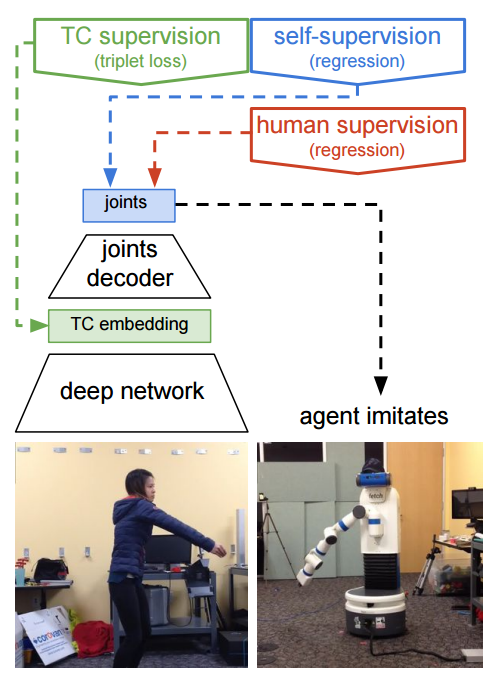 TC supervision
(triplet loss)
self-supervision
(regression)
human supervision
(regression)
joints
joints
decoder
TC embedding
deep network
agent imitates
fetch